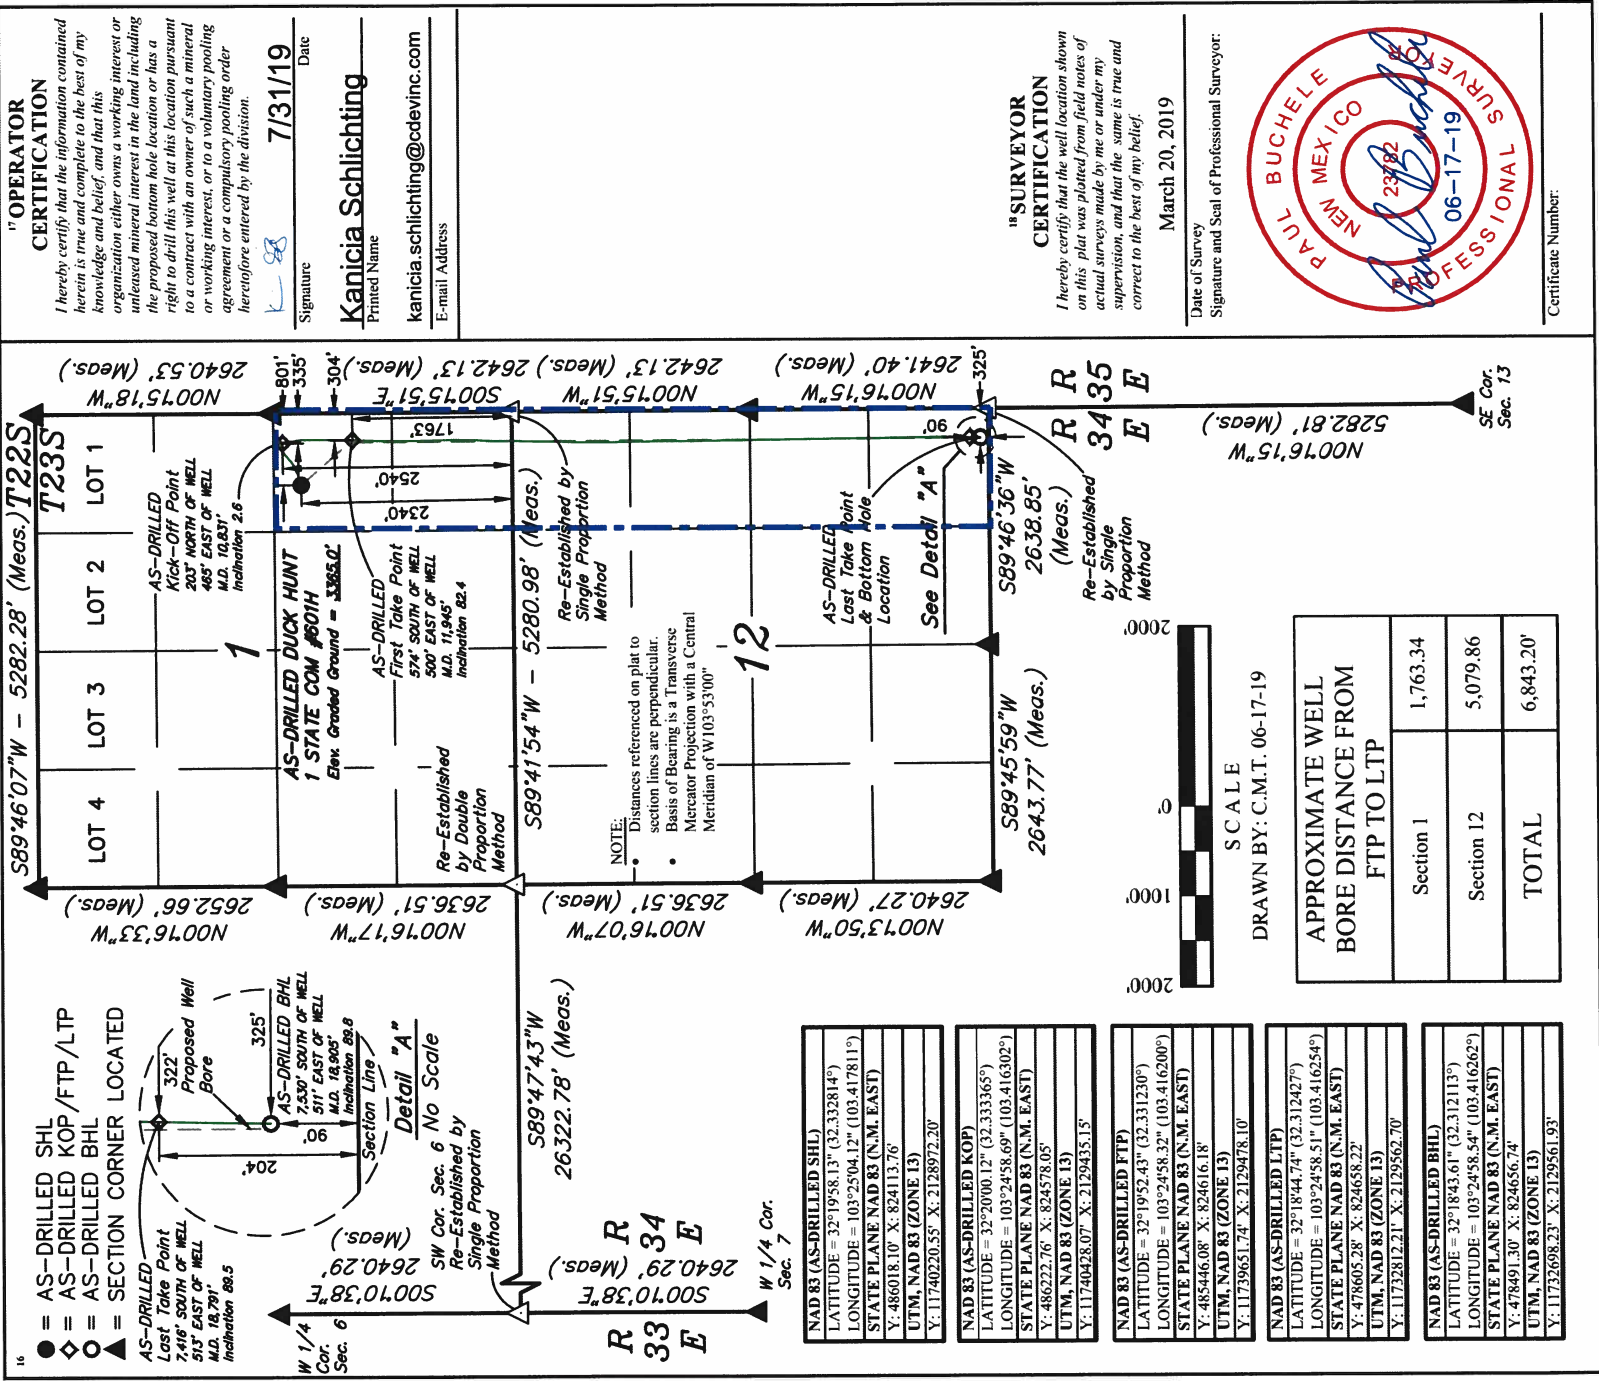 16
● = AS-DRILLED SHL
◇ = AS-DRILLED KOP/FTP/LTP
○ = AS-DRILLED BHL
▲ = SECTION CORNER LOCATED
AS-DRILLED
Last Take Point
7,416' SOUTH OF WELL
513' EAST OF WELL
M.D. 18,791'
Inclination 89.5
322'
Proposed Well
Bore
325'
AS-DRILLED BHL
7,530' SOUTH OF WELL
511' EAST OF WELL
M.D. 18,905'
Inclination 89.8
90'
204'
Section Line
Detail "A"
No Scale
W 1/4
Cor.
Sec. 6
S00°10'38"E
2640.29'
(Meas.)
SW Cor. Sec. 6
Re-Established by
Single Proportion
Method
S00°10'38"E
2640.29' (Meas.)
R R
33 34
E E
W 1/4 Cor.
Sec. 7
S89°47'43"W
26322.78' (Meas.)
S89°46'07"W - 5282.28' (Meas.)
T22S
T23S
LOT 4
LOT 3
LOT 2
LOT 1
N00°16'33"W
2652.66' (Meas.)
N00°16'17"W
2636.51' (Meas.)
N00°16'07"W
2636.51' (Meas.)
N00°13'50"W
2640.27' (Meas.)
AS-DRILLED
Kick-Off Point
203' NORTH OF WELL
465' EAST OF WELL
M.D. 10,831'
Inclination 2.6
1
AS-DRILLED DUCK HUNT
1 STATE COM #601H
Elev. Graded Ground = 3365.0'
AS-DRILLED
First Take Point
574' SOUTH OF WELL
500' EAST OF WELL
M.D. 11,945'
Inclination 82.4
Re-Established
by Double
Proportion
Method
S89°41'54"W - 5280.98' (Meas.)
Re-Established by
Single Proportion
Method
2340'
2540'
1763'
801'
335'
304'
N00°15'18"W
2640.53' (Meas.)
S00°15'51"E
2642.13' (Meas.)
N00°15'51"W
2642.13' (Meas.)
N00°16'15"W
2641.40' (Meas.)
NOTE:
• Distances referenced on plat to
section lines are perpendicular.
• Basis of Bearing is a Transverse
Mercator Projection with a Central
Meridian of W103°53'00"
12
AS-DRILLED
Last Take Point
& Bottom Hole
Location
See Detail "A"
90'
325'
S89°45'59"W
2643.77' (Meas.)
S89°46'36"W
2638.85'
(Meas.)
Re-Established
by Single
Proportion
Method
R R
34 35
E E
N00°16'15"W
5282.81' (Meas.)
SE Cor.
Sec. 13
2000'
1000'
0'
2000'
SCALE
DRAWN BY: C.M.T. 06-17-19
APPROXIMATE WELL
BORE DISTANCE FROM
FTP TO LTP
Section 1 1,763.34
Section 12 5,079.86
TOTAL 6,843.20'
NAD 83 (AS-DRILLED SHL)
LATITUDE = 32°19'58.13" (32.332814°)
LONGITUDE = 103°25'04.12" (103.417811°)
STATE PLANE NAD 83 (N.M. EAST)
Y: 486018.10' X: 824113.76'
UTM, NAD 83 (ZONE 13)
Y: 11740220.55' X: 2128972.20'
NAD 83 (AS-DRILLED KOP)
LATITUDE = 32°20'00.12" (32.333365°)
LONGITUDE = 103°24'58.69" (103.416302°)
STATE PLANE NAD 83 (N.M. EAST)
Y: 486222.76' X: 824578.05'
UTM, NAD 83 (ZONE 13)
Y: 11740428.07' X: 2129435.15'
NAD 83 (AS-DRILLED FTP)
LATITUDE = 32°19'52.43" (32.331230°)
LONGITUDE = 103°24'58.32" (103.416200°)
STATE PLANE NAD 83 (N.M. EAST)
Y: 485446.08' X: 824616.18'
UTM, NAD 83 (ZONE 13)
Y: 11739651.74' X: 2129478.10'
NAD 83 (AS-DRILLED LTP)
LATITUDE = 32°18'44.74" (32.312427°)
LONGITUDE = 103°24'58.51" (103.416254°)
STATE PLANE NAD 83 (N.M. EAST)
Y: 478605.28' X: 824658.22'
UTM, NAD 83 (ZONE 13)
Y: 11732812.21' X: 2129562.70'
NAD 83 (AS-DRILLED BHL)
LATITUDE = 32°18'43.61" (32.312113°)
LONGITUDE = 103°24'58.54" (103.416262°)
STATE PLANE NAD 83 (N.M. EAST)
Y: 478491.30' X: 824656.74'
UTM, NAD 83 (ZONE 13)
Y: 11732698.23' X: 2129561.93'
17 OPERATOR
CERTIFICATION
I hereby certify that the information contained
herein is true and complete to the best of my
knowledge and belief, and that this
organization either owns a working interest or
unleased mineral interest in the land including
the proposed bottom hole location or has a
right to drill this well at this location pursuant
to a contract with an owner of such a mineral
or working interest, or to a voluntary pooling
agreement or a compulsory pooling order
heretofore entered by the division.
7/31/19
Signature Date
Kanicia Schlichting
Printed Name
kanicia.schlichting@cdevinc.com
E-mail Address
18 SURVEYOR
CERTIFICATION
I hereby certify that the well location shown
on this plat was plotted from field notes of
actual surveys made by me or under my
supervision, and that the same is true and
correct to the best of my belief.
March 20, 2019
Date of Survey
Signature and Seal of Professional Surveyor:
PAUL BUCHELE
NEW MEXICO
23782
PROFESSIONAL SURVEYOR
Paul Buchele
06-17-19
Certificate Number: